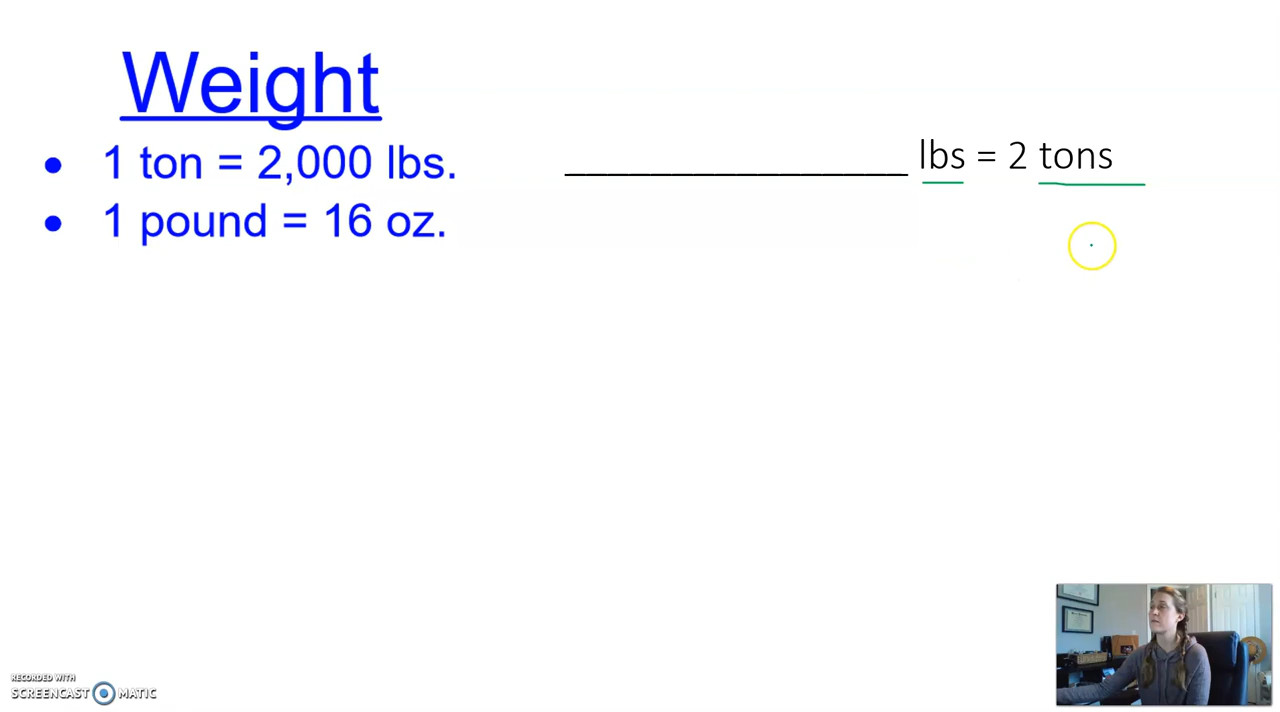 Weight
• 1 ton = 2,000 lbs.
• 1 pound = 16 oz.
________________ lbs = 2 tons
RECORDED WITH
SCREENCAST MATIC